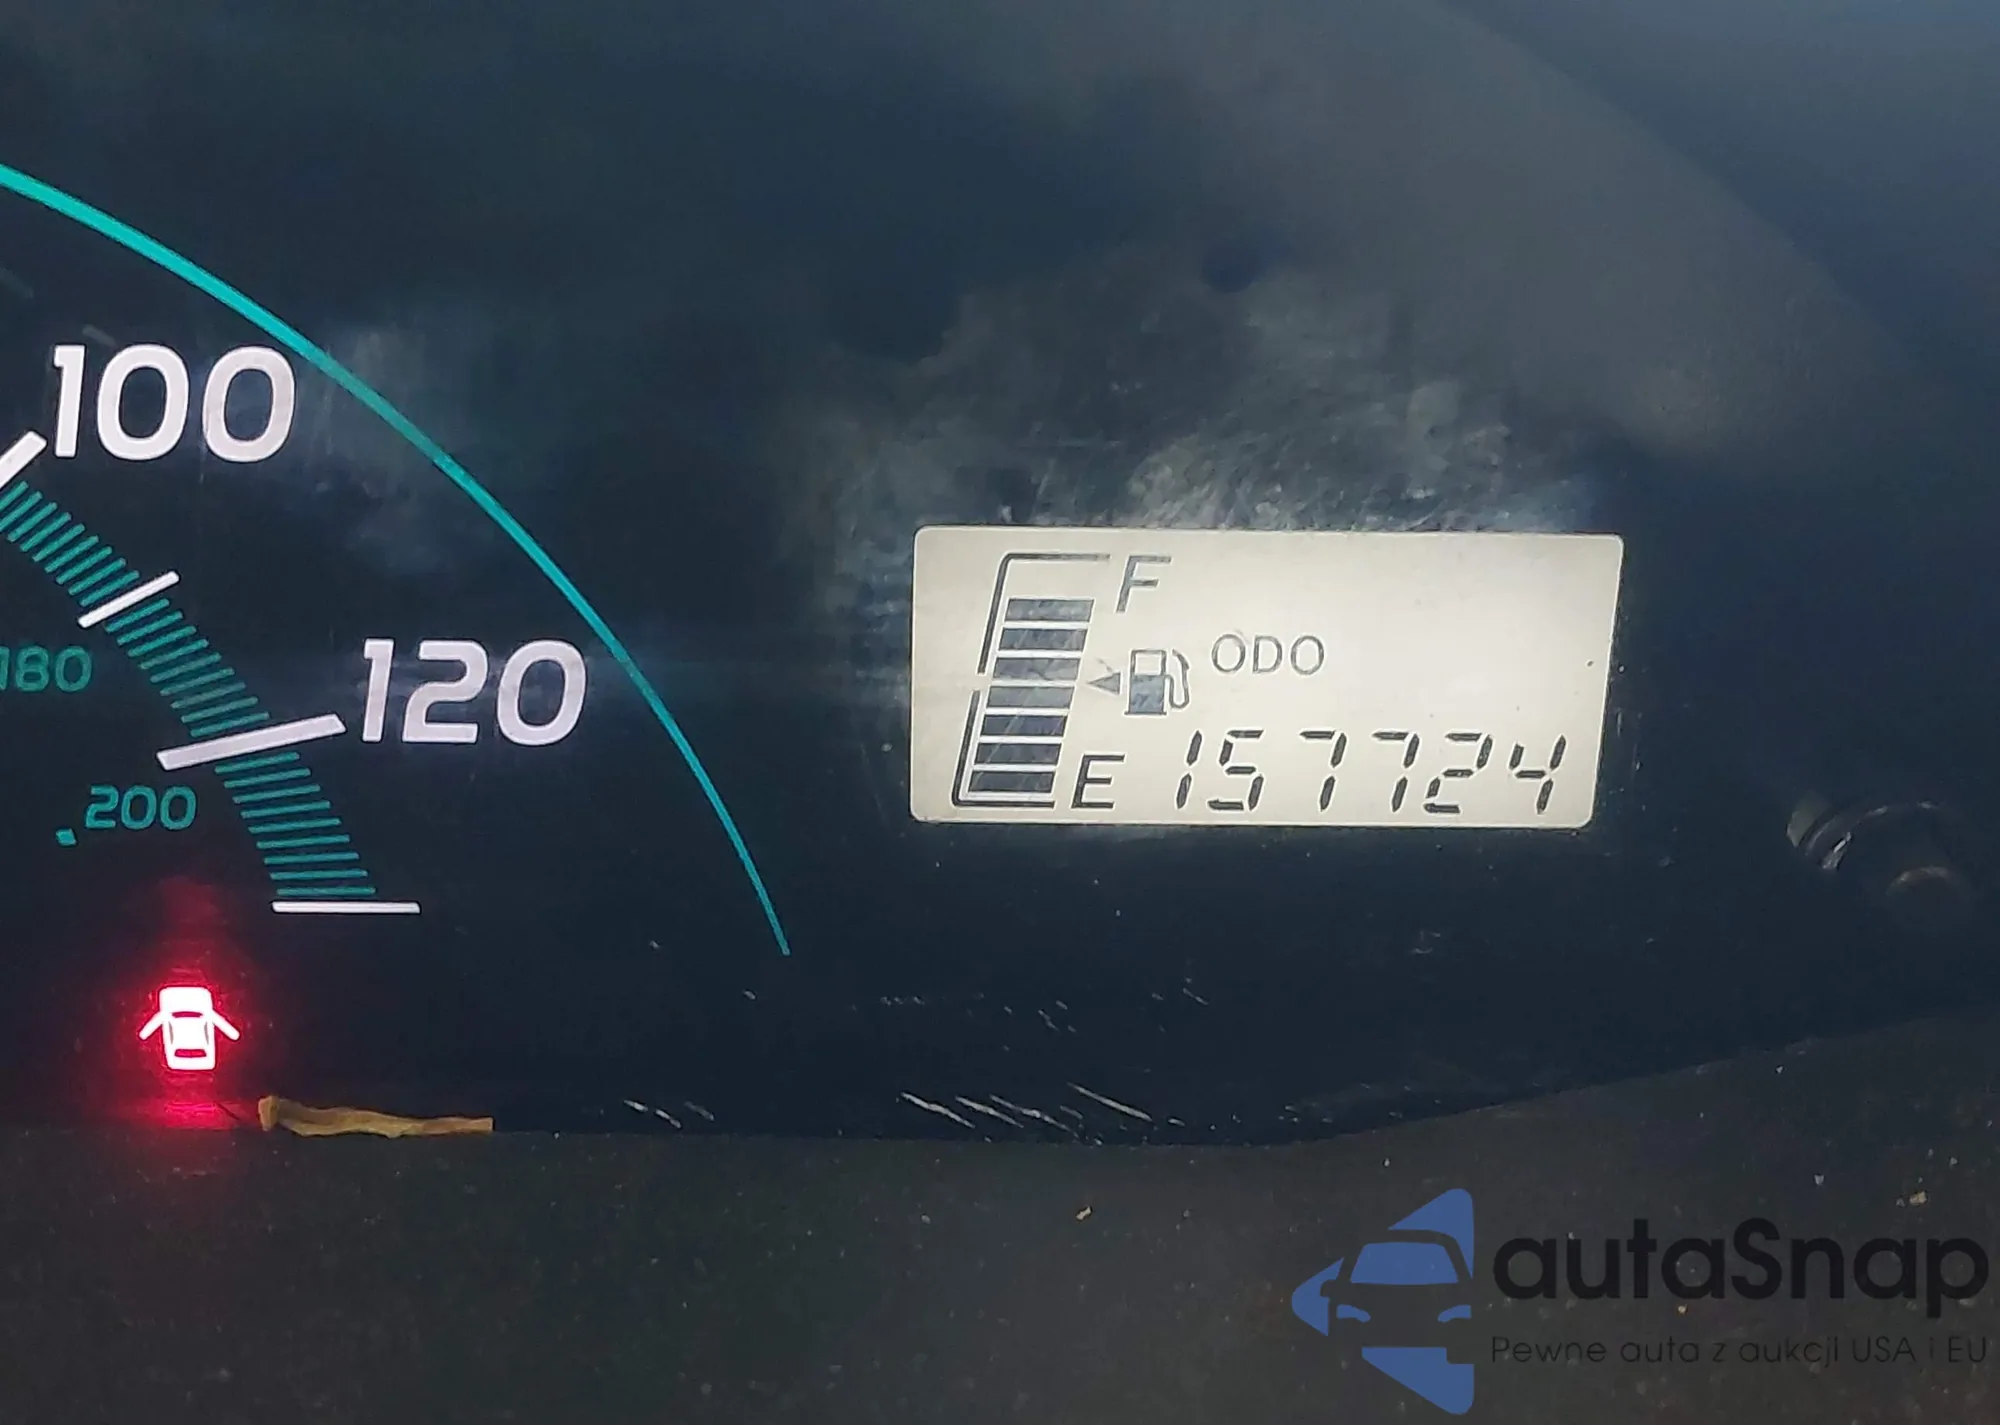 100
120
180
200
F
ODO
E 157724
autaSnap
Pewne auta z aukcji USA i EU